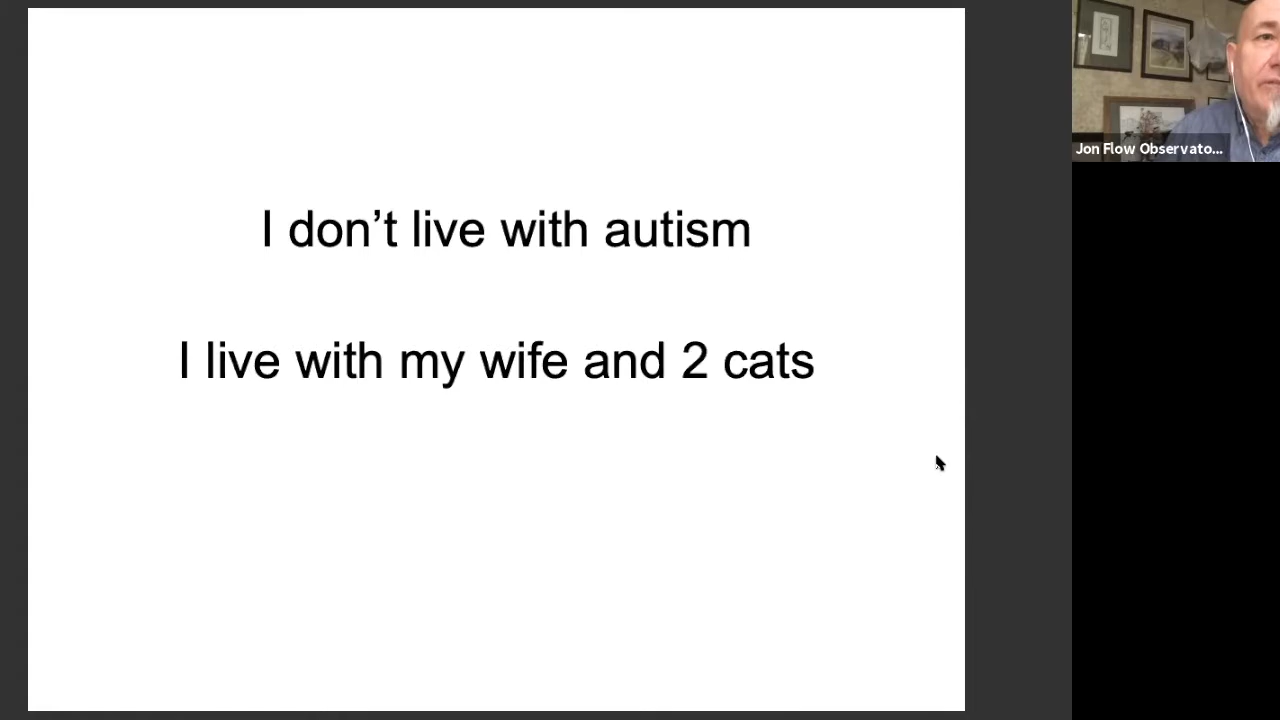 I don’t live with autism
I live with my wife and 2 cats
Jon Flow Observato...